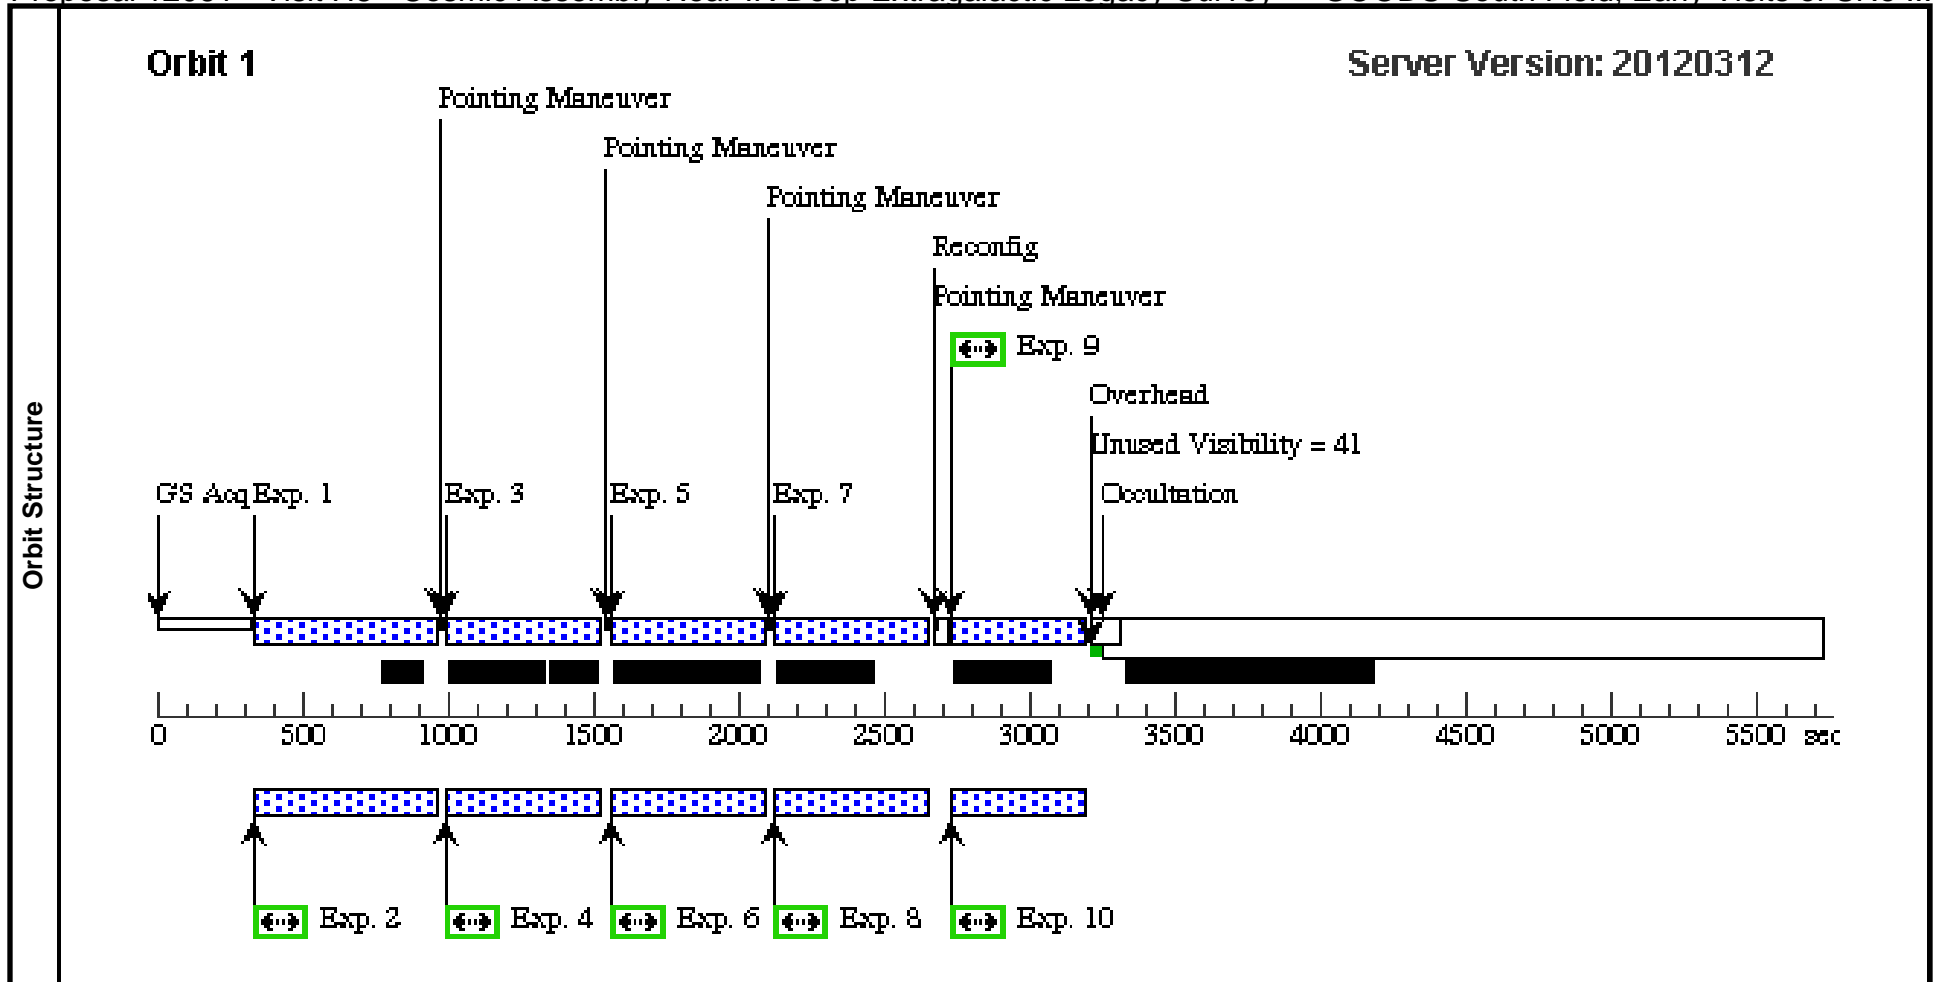 Orbit Structure
Orbit 1
Server Version: 20120312
Pointing Maneuver
Pointing Maneuver
Pointing Maneuver
Reconfig
Pointing Maneuver
Exp. 9
Overhead
Unused Visibility = 41
GS Acq Exp. 1 Exp. 3 Exp. 5 Exp. 7 Occultation
0 500 1000 1500 2000 2500 3000 3500 4000 4500 5000 5500 sec
Exp. 2 Exp. 4 Exp. 6 Exp. 8 Exp. 10